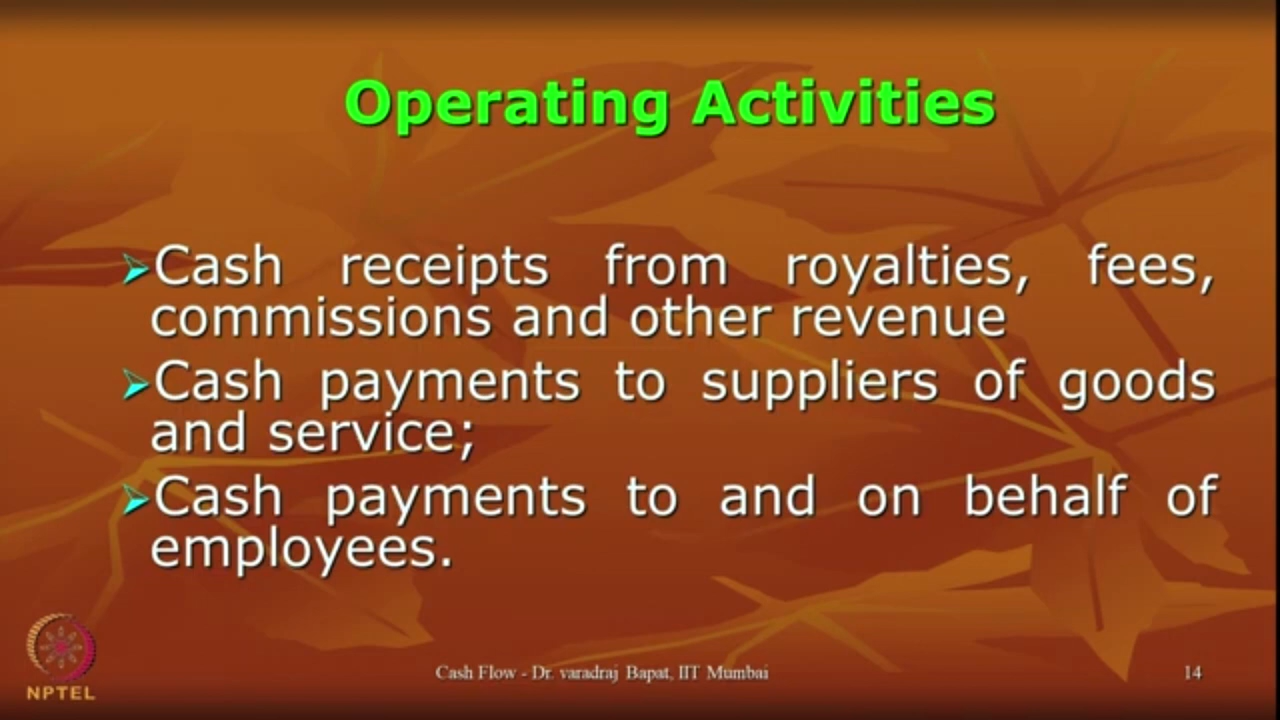 Operating Activities
Cash receipts from royalties, fees,
commissions and other revenue
Cash payments to suppliers of goods
and service;
Cash payments to and on behalf of
employees.
NPTEL
Cash Flow - Dr. varadraj Bapat, IIT Mumbai
14